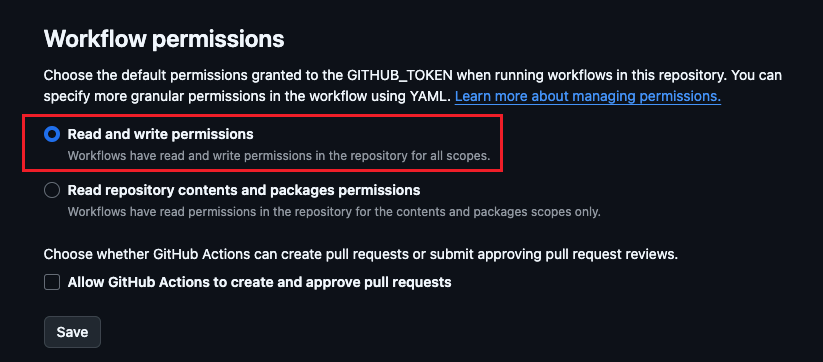 Workflow permissions
Choose the default permissions granted to the GITHUB_TOKEN when running workflows in this repository. You can
specify more granular permissions in the workflow using YAML. Learn more about managing permissions.
Read and write permissions
Workflows have read and write permissions in the repository for all scopes.
Read repository contents and packages permissions
Workflows have read permissions in the repository for the contents and packages scopes only.
Choose whether GitHub Actions can create pull requests or submit approving pull request reviews.
Allow GitHub Actions to create and approve pull requests
Save